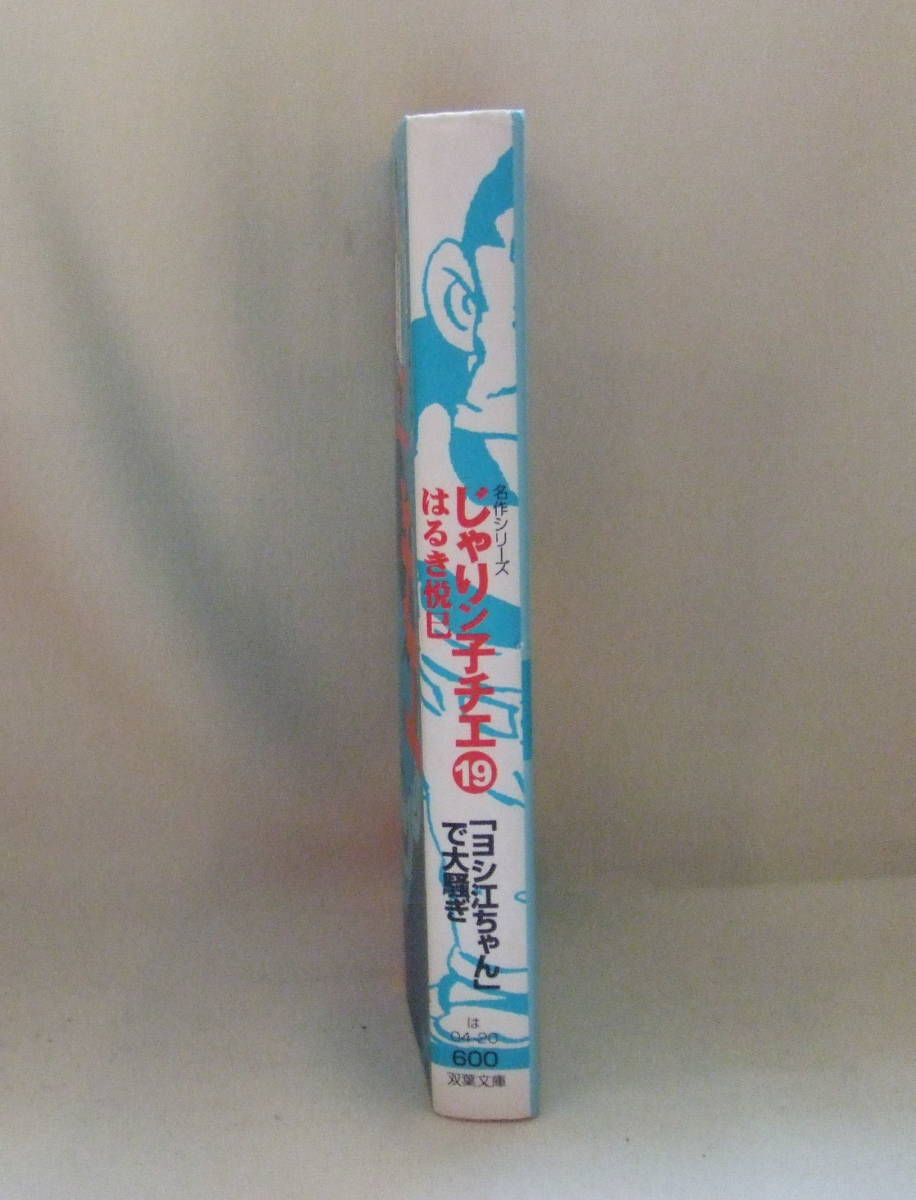 名作シリーズ
じゃりン子チエ⑲
はるき悦巳
「ヨシ江ちゃん」
で大騒ぎ
は
04-20
600
双葉文庫